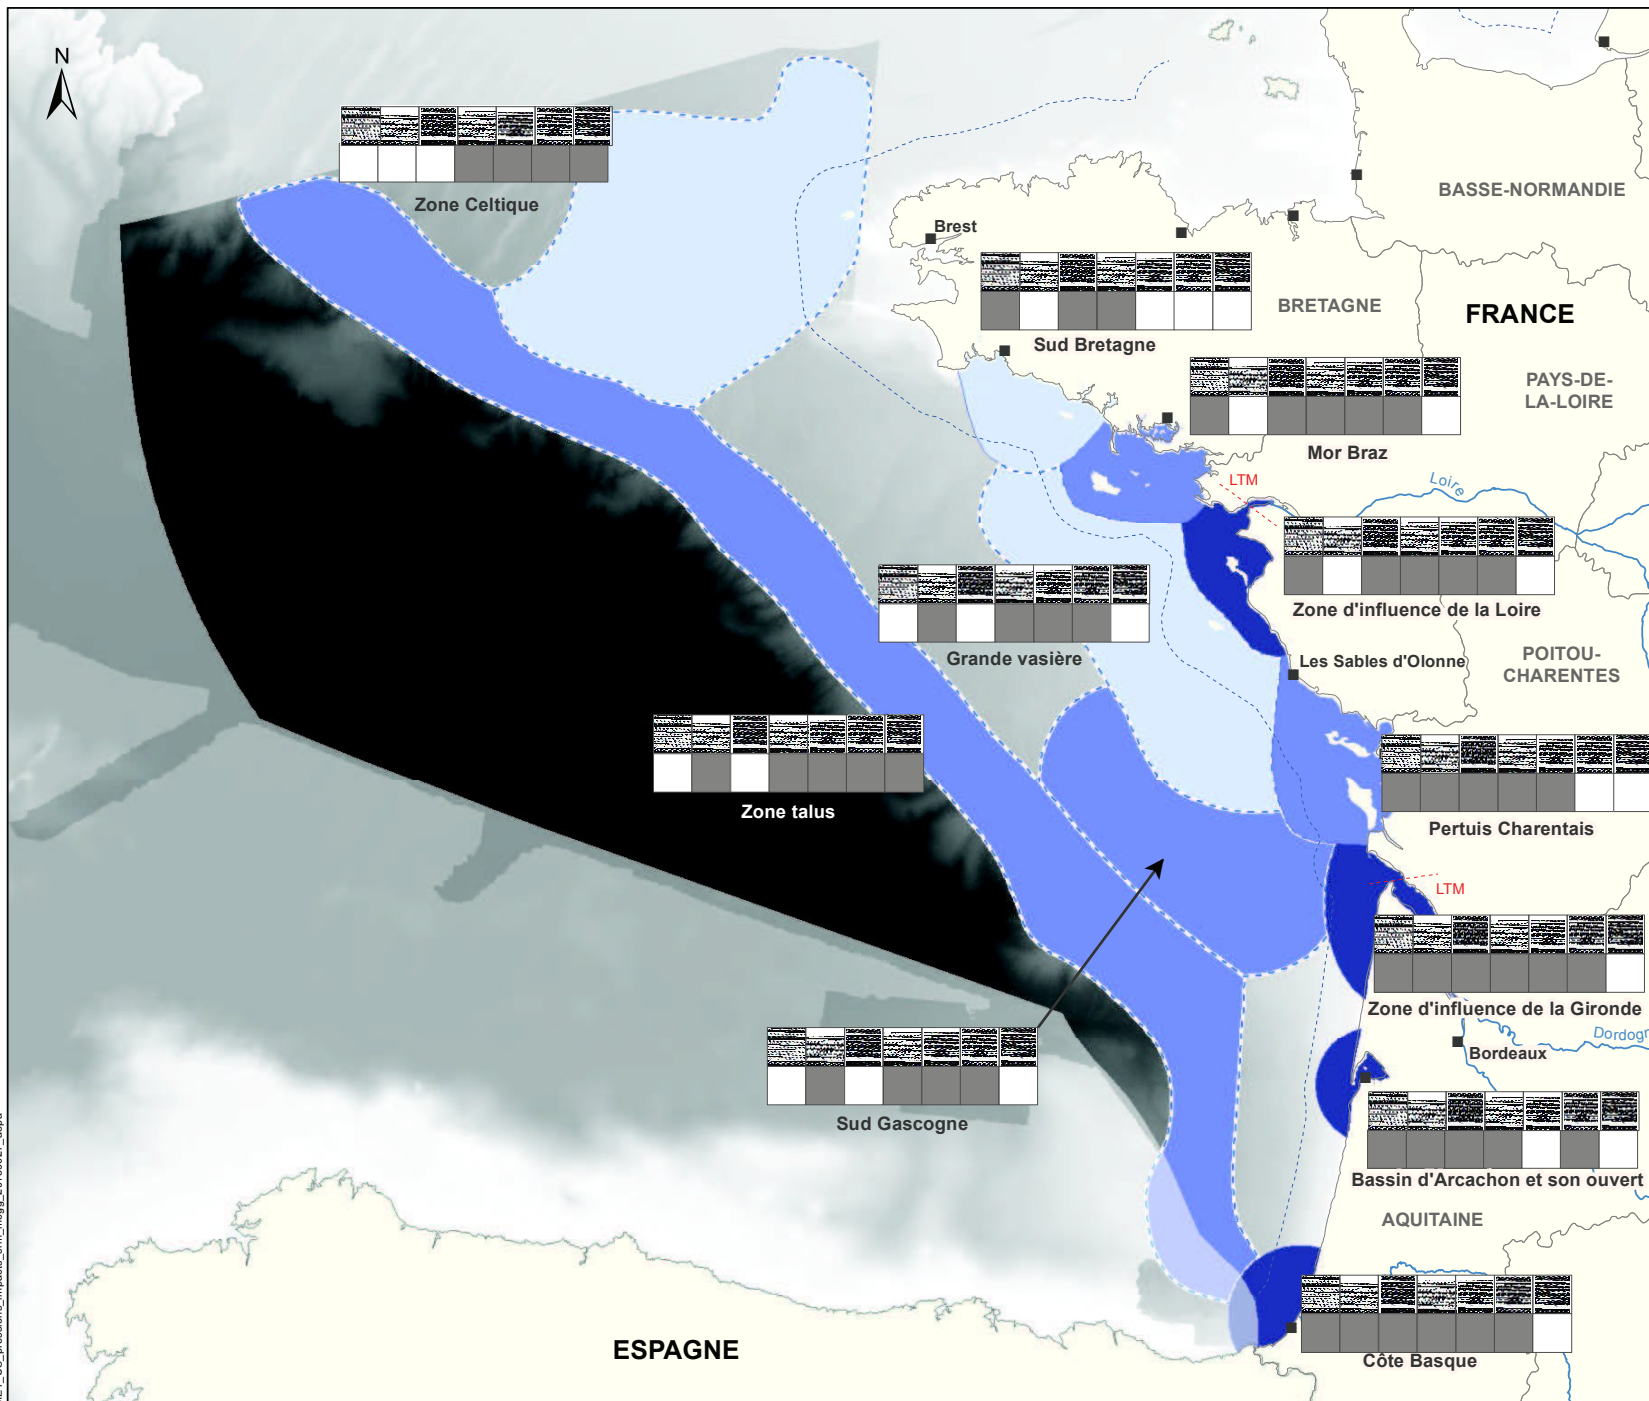 N
Zone Celtique
BASSE-NORMANDIE
Brest
BRETAGNE
FRANCE
Sud Bretagne
PAYS-DE-
LA-LOIRE
Mor Braz
LTM
Loire
Zone d'influence de la Loire
Grande vasière
Les Sables d'Olonne
POITOU-
CHARENTES
Zone talus
Pertuis Charentais
LTM
Zone d'influence de la Gironde
Dordogn
Bordeaux
Sud Gascogne
Bassin d'Arcachon et son ouvert
AQUITAINE
ESPAGNE
Côte Basque